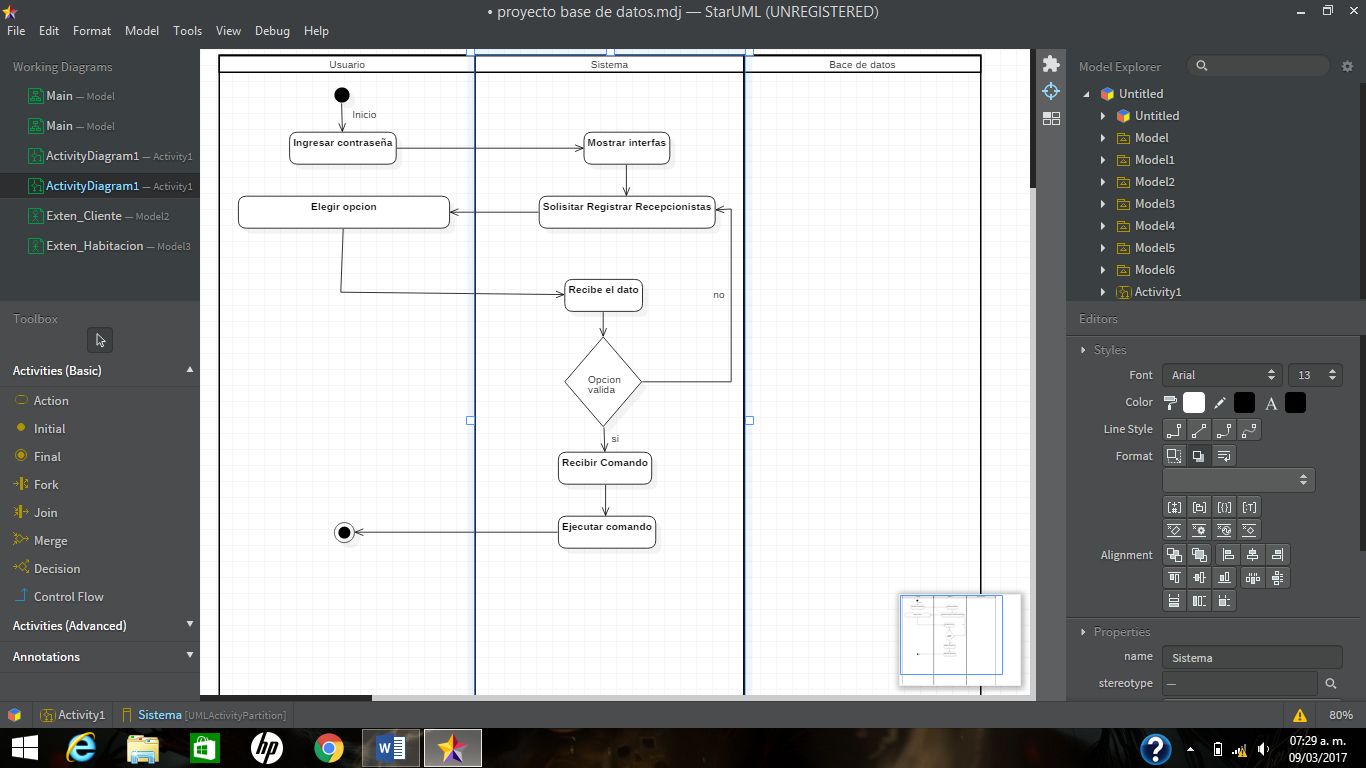 • proyecto base de datos.mdj — StarUML (UNREGISTERED)
File Edit Format Model Tools View Debug Help
Working Diagrams
Main — Model
Main — Model
ActivityDiagram1 — Activity1
ActivityDiagram1 — Activity1
Exten_Cliente — Model2
Exten_Habitacion — Model3
Toolbox
Activities (Basic)
Action
Initial
Final
Fork
Join
Merge
Decision
Control Flow
Activities (Advanced)
Annotations
Usuario Sistema Bace de datos
Inicio
Ingresar contraseña Mostrar interfas
Elegir opcion Solisitar Registrar Recepcionistas
Recibe el dato
no
Opcion
valida
si
Recibir Comando
Ejecutar comando
Model Explorer
Untitled
Untitled
Model
Model1
Model2
Model3
Model4
Model5
Model6
Activity1
Editors
Styles
Font Arial 13
Color A
Line Style
Format
Alignment
Properties
name Sistema
stereotype —
Activity1 Sistema [UMLActivityPartition] 80%
hp W ?
07:29 a. m.
09/03/2017